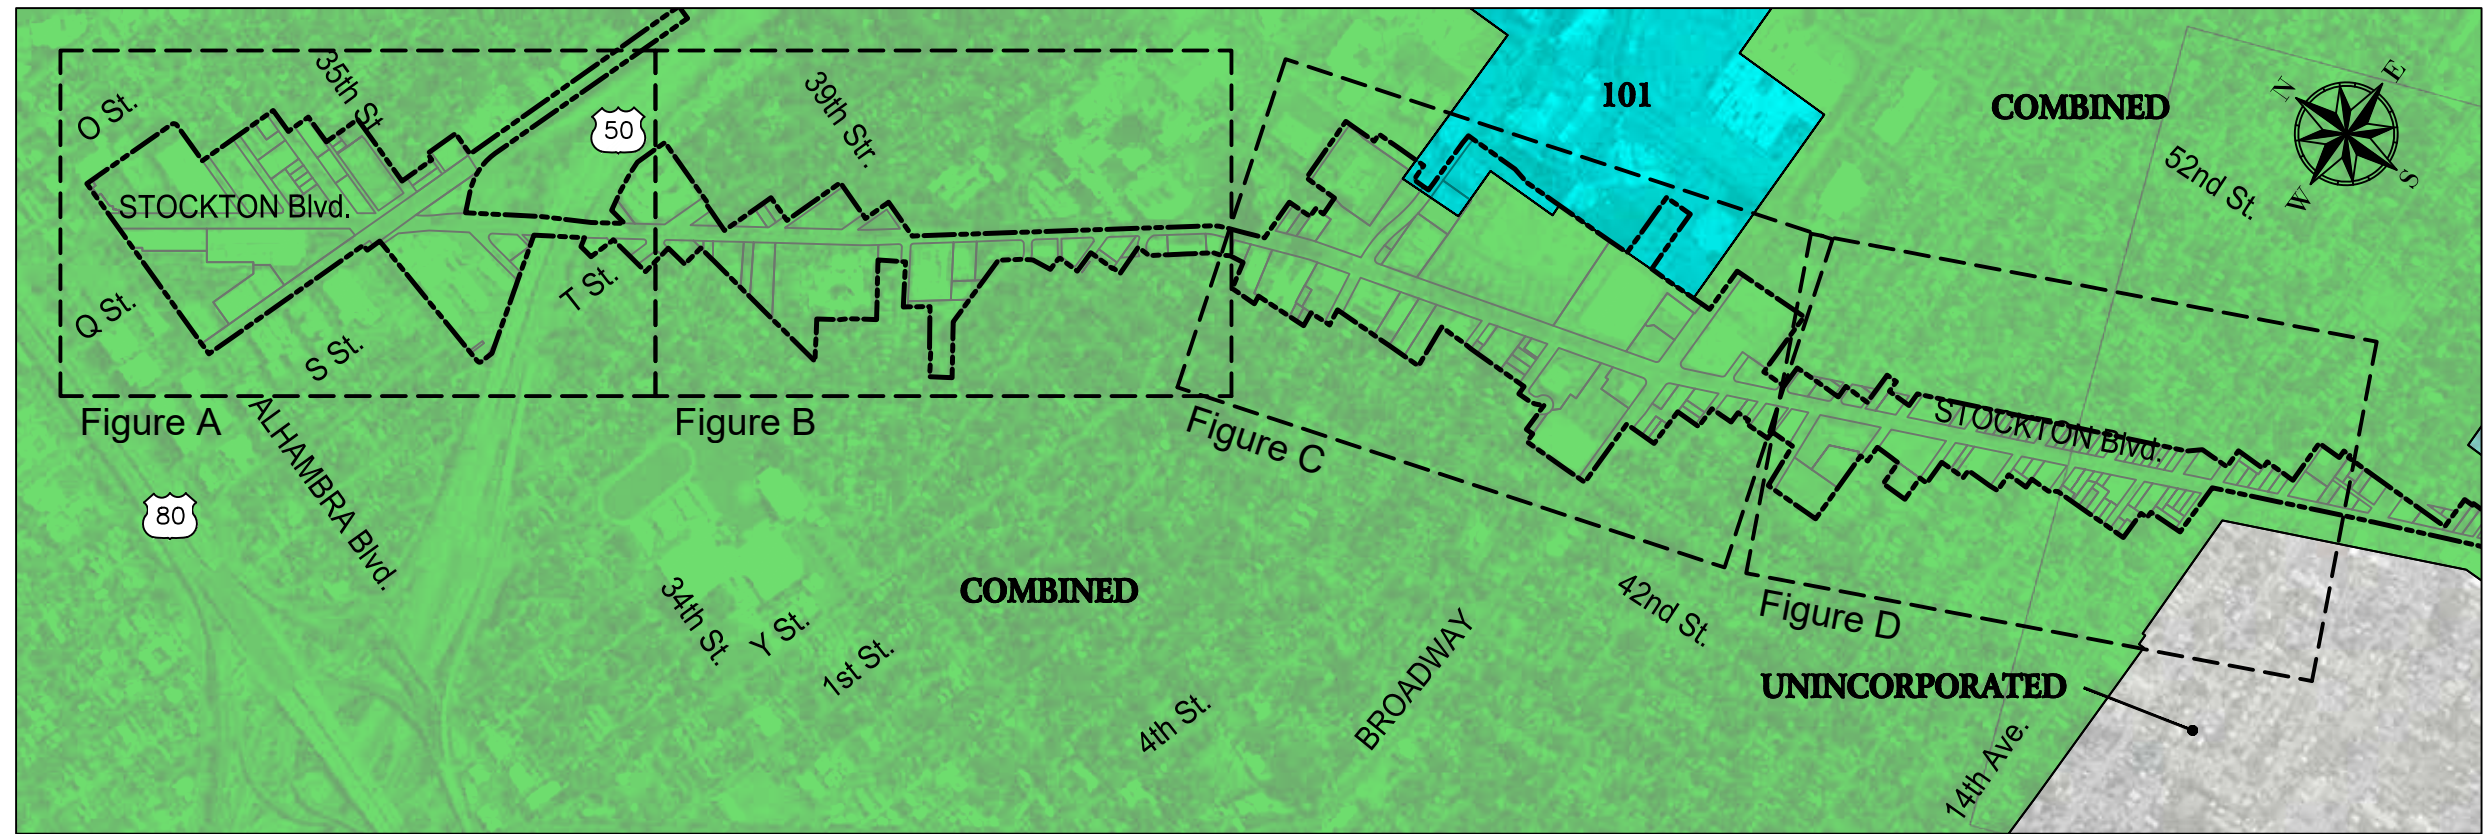 35th St
O St.
STOCKTON Blvd.
Q St.
S St.
T St.
50
39th Str.
101
COMBINED
52nd St.
N
E
S
W
Figure A
Figure B
Figure C
STOCKTON Blvd.
ALHAMBRA Blvd.
80
34th St.
Y St.
1st St.
COMBINED
4th St.
BROADWAY
42nd St.
Figure D
UNINCORPORATED
14th Ave.